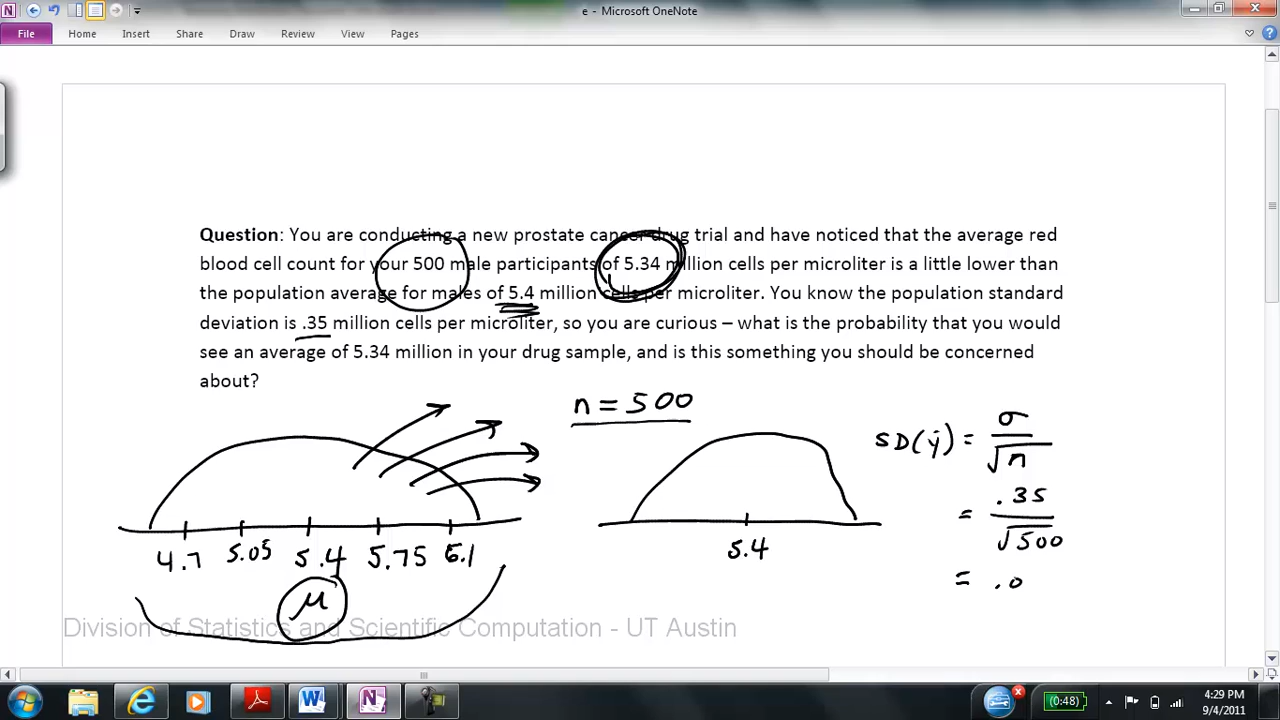 e - Microsoft OneNote
File Home Insert Share Draw Review View Pages
Question: You are conducting a new prostate cancer drug trial and have noticed that the average red
blood cell count for your 500 male participants of 5.34 million cells per microliter is a little lower than
the population average for males of 5.4 million cells per microliter. You know the population standard
deviation is .35 million cells per microliter, so you are curious – what is the probability that you would
see an average of 5.34 million in your drug sample, and is this something you should be concerned
about?
n = 500
SD(ȳ) = σ/√n
= .35/√500
= .0
4.7 5.05 5.4 5.75 6.1
5.4
μ
Division of Statistics and Scientific Computation - UT Austin
(0:48)
4:29 PM
9/4/2011